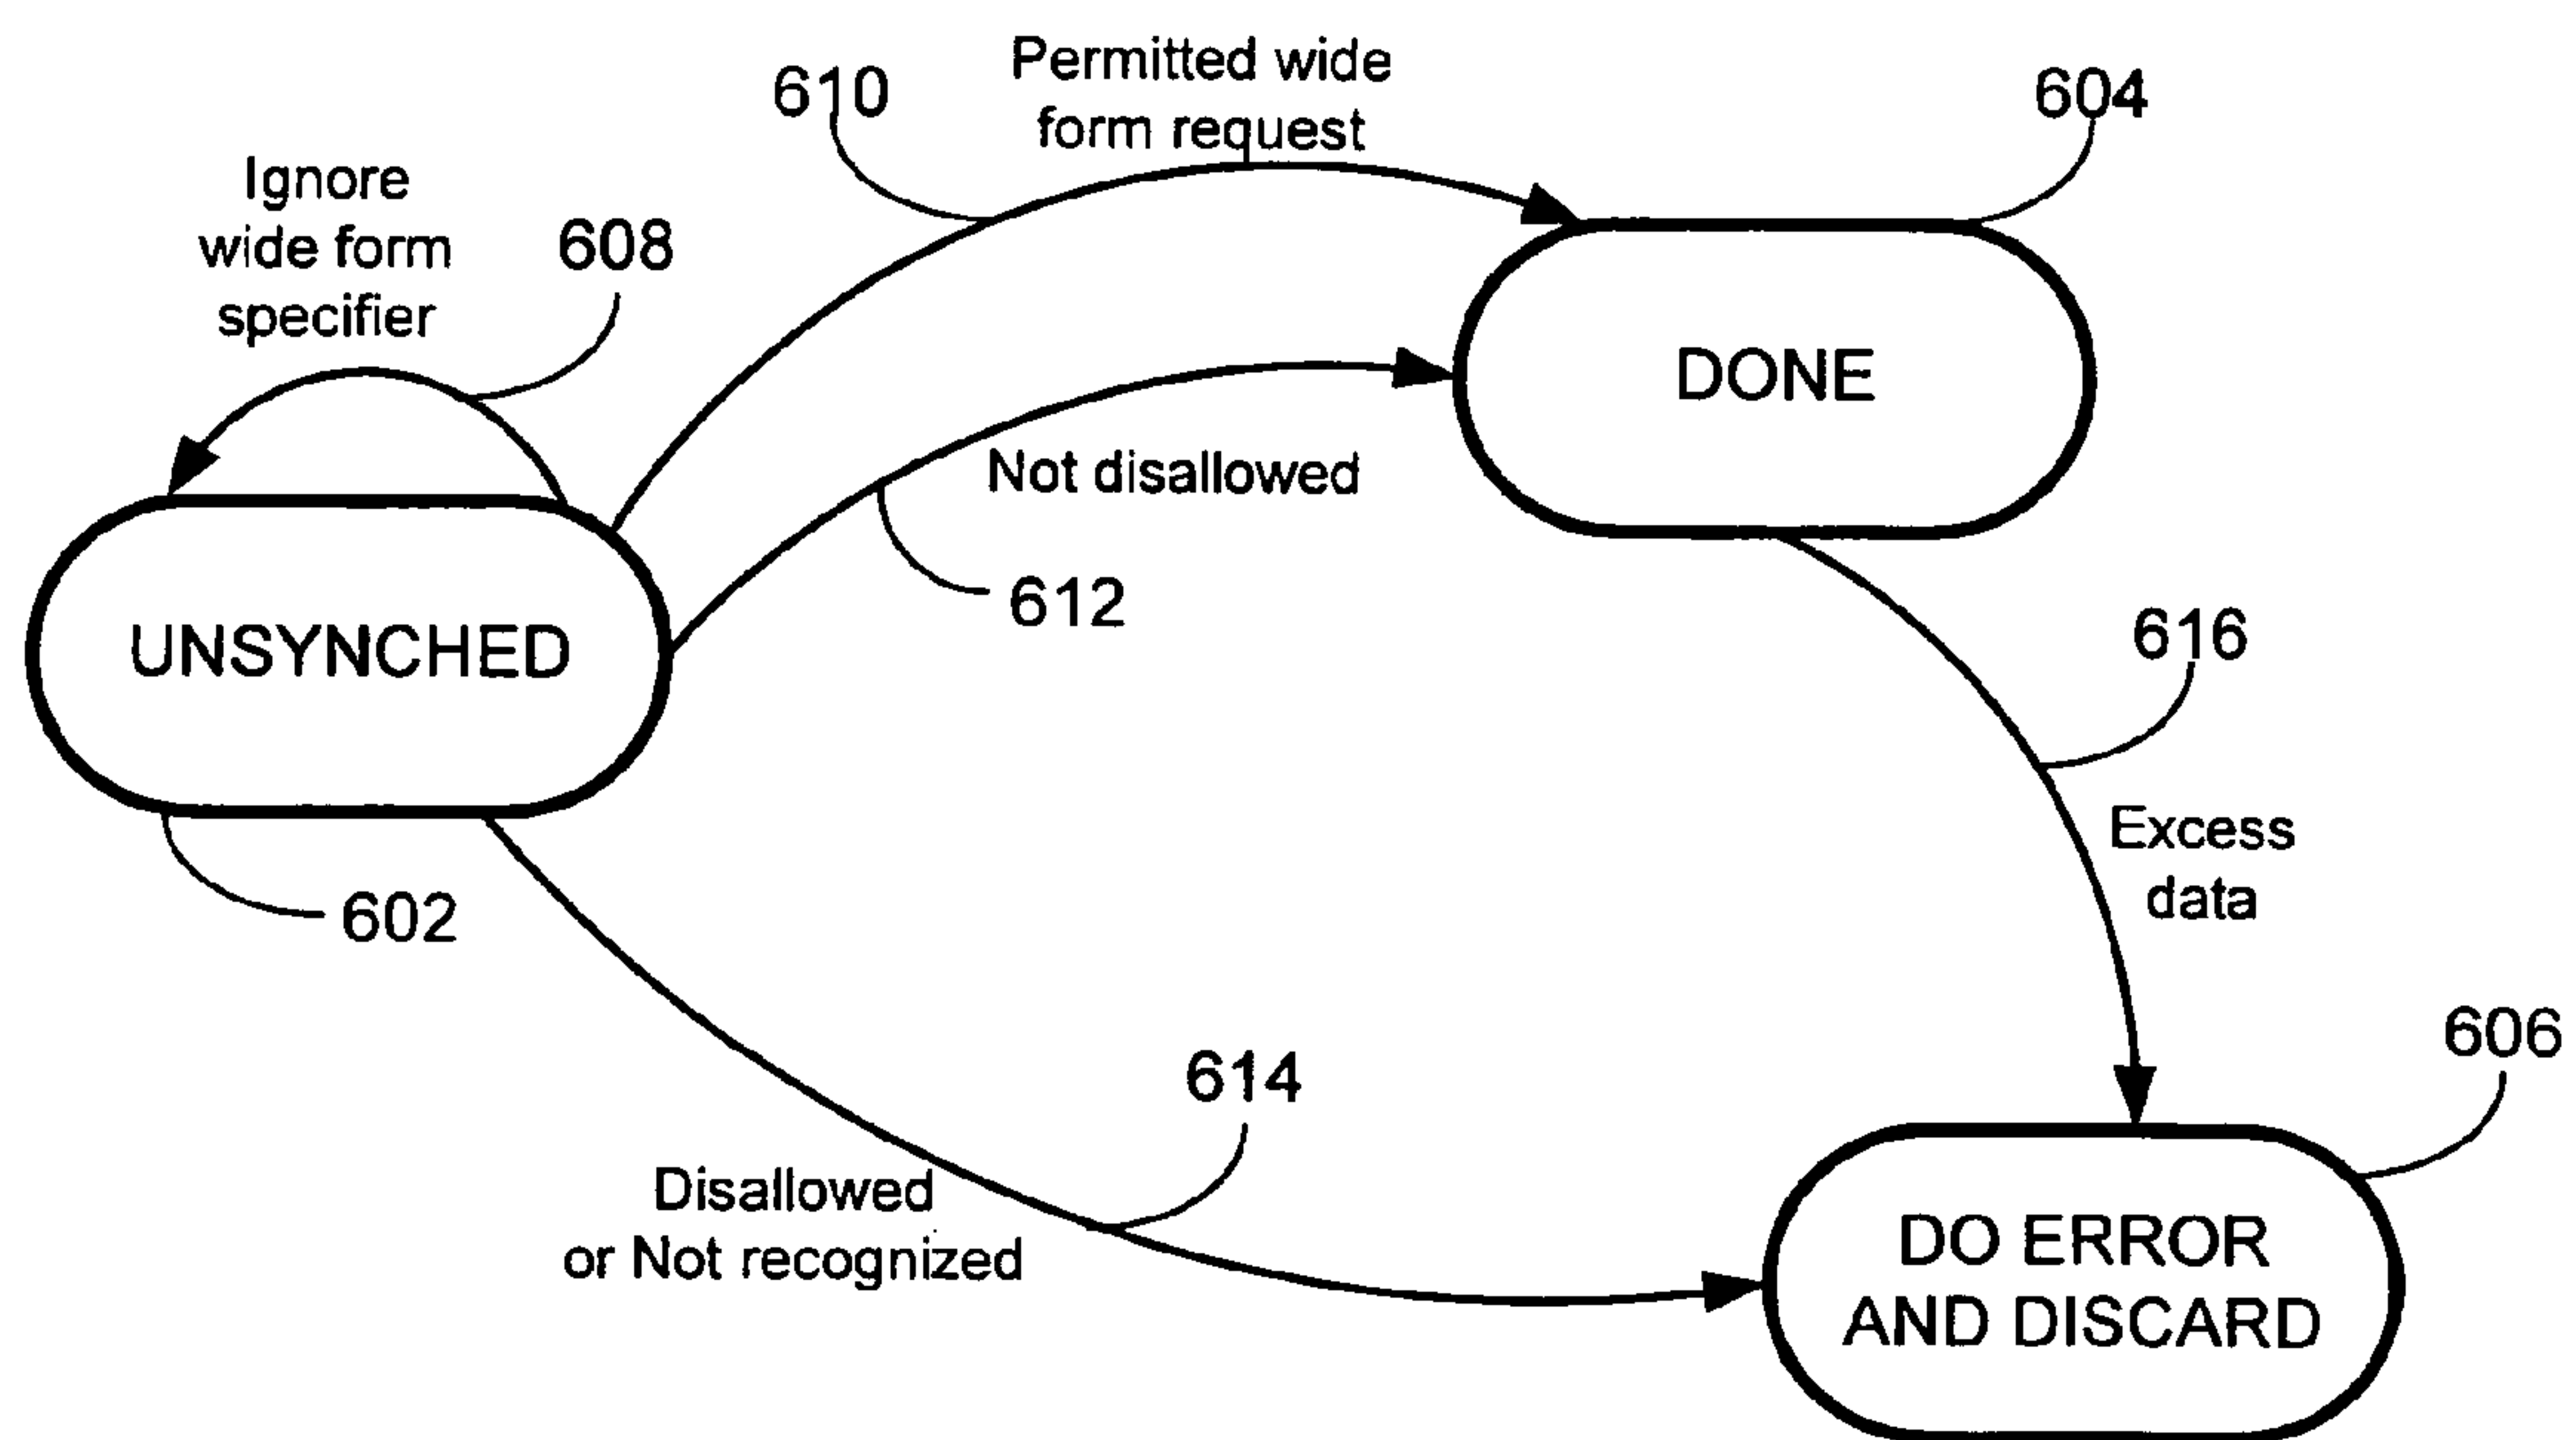 Permitted wide
form request
610
604
Ignore
wide form
specifier
608
DONE
Not disallowed
612
UNSYNCHED
616
602
Excess
data
606
614
Disallowed
or Not recognized
DO ERROR
AND DISCARD